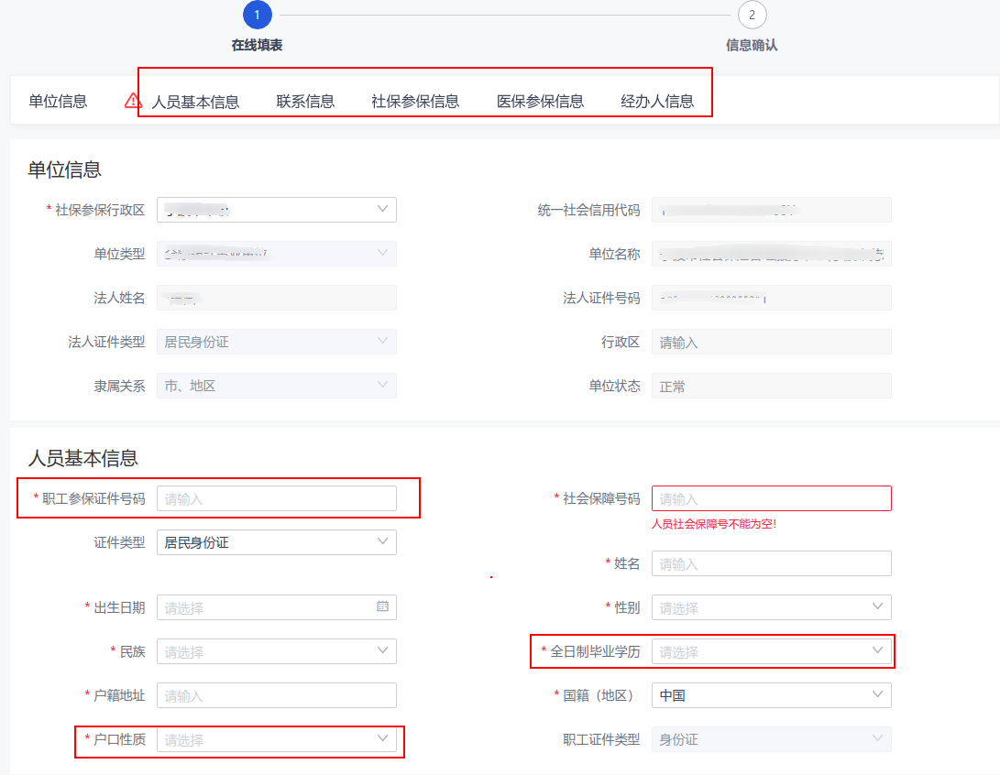 1
2
在线填表
信息确认
单位信息
人员基本信息
联系信息
社保参保信息
医保参保信息
经办人信息
单位信息
* 社保参保行政区
统一社会信用代码
单位类型
单位名称
法人姓名
法人证件号码
法人证件类型 居民身份证
行政区 请输入
隶属关系 市、地区
单位状态 正常
人员基本信息
* 职工参保证件号码 请输入
* 社会保障号码 请输入
人员社会保障号不能为空!
证件类型 居民身份证
* 姓名 请输入
* 出生日期 请选择
* 性别 请选择
* 民族 请选择
* 全日制毕业学历 请选择
* 户籍地址 请输入
* 国籍（地区） 中国
* 户口性质 请选择
职工证件类型 身份证